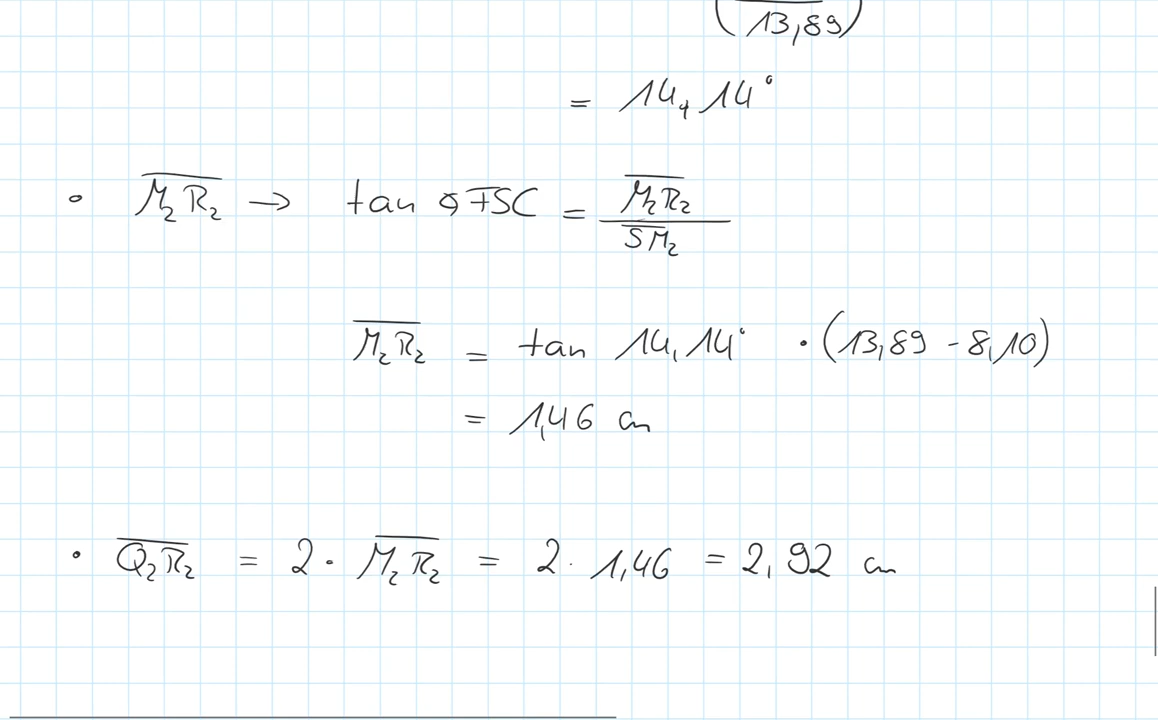 (13,89)
= 14,14°
• M₂R₂ → tan ∢FSC = M₂R₂ / SM₂
M₂R₂ = tan 14,14° · (13,89 - 8,10)
= 1,46 cm
• Q₂R₂ = 2 · M₂R₂ = 2 · 1,46 = 2,92 cm